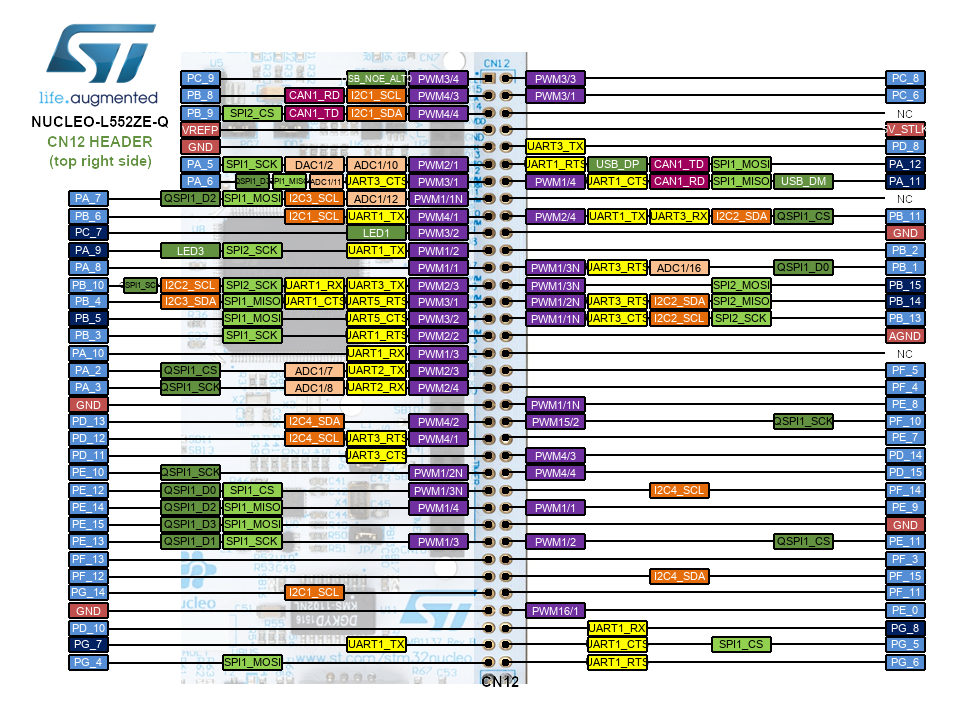 life.augmented
NUCLEO-L552ZE-Q
CN12 HEADER
(top right side)
CN12
PC_9 SB_NOE_ALT PWM3/4 PWM3/3 PC_8
PB_8 CAN1_RD I2C1_SCL PWM4/3 PWM3/1 PC_6
PB_9 SPI2_CS CAN1_TD I2C1_SDA PWM4/4 NC
VREFP 5V_STLK
GND UART3_TX PD_8
PA_5 SPI1_SCK DAC1/2 ADC1/10 PWM2/1 UART1_RTS USB_DP CAN1_TD SPI1_MOSI PA_12
PA_6 QSPI1_D3 SPI1_MISO ADC1/11 UART3_CTS PWM3/1 PWM1/4 UART1_CTS CAN1_RD SPI1_MISO USB_DM PA_11
PA_7 QSPI1_D2 SPI1_MOSI I2C3_SCL ADC1/12 PWM1/1N NC
PB_6 I2C1_SCL UART1_TX PWM4/1 PWM2/4 UART1_TX UART3_RX I2C2_SDA QSPI1_CS PB_11
PC_7 LED1 PWM3/2 GND
PA_9 LED3 SPI2_SCK UART1_TX PWM1/2 PB_2
PA_8 PWM1/1 PWM1/3N UART3_RTS ADC1/16 QSPI1_D0 PB_1
PB_10 QSPI1_SCK I2C2_SCL SPI2_SCK UART1_RX UART3_TX PWM2/3 PWM1/3N SPI2_MOSI PB_15
PB_4 I2C3_SDA SPI1_MISO UART1_CTS UART5_RTS PWM3/1 PWM1/2N UART3_RTS I2C2_SDA SPI2_MISO PB_14
PB_5 SPI1_MOSI UART5_CTS PWM3/2 PWM1/1N UART3_CTS I2C2_SCL SPI2_SCK PB_13
PB_3 SPI1_SCK UART1_RTS PWM2/2 AGND
PA_10 UART1_RX PWM1/3 NC
PA_2 QSPI1_CS ADC1/7 UART2_TX PWM2/3 PF_5
PA_3 QSPI1_SCK ADC1/8 UART2_RX PWM2/4 PF_4
GND PWM1/1N PE_8
PD_13 I2C4_SDA PWM4/2 PWM15/2 QSPI1_SCK PF_10
PD_12 I2C4_SCL UART3_RTS PWM4/1 PE_7
PD_11 UART3_CTS PWM4/3 PD_14
PE_10 QSPI1_SCK PWM1/2N PWM4/4 PD_15
PE_12 QSPI1_D0 SPI1_CS PWM1/3N I2C4_SCL PF_14
PE_14 QSPI1_D2 SPI1_MISO PWM1/4 PWM1/1 PE_9
PE_15 QSPI1_D3 SPI1_MOSI GND
PE_13 QSPI1_D1 SPI1_SCK PWM1/3 PWM1/2 QSPI1_CS PE_11
PF_13 PF_3
PF_12 I2C4_SDA PF_15
PG_14 I2C1_SCL PF_11
GND PWM16/1 PE_0
PD_10 UART1_RX PG_8
PG_7 UART1_TX UART1_CTS SPI1_CS PG_5
PG_4 SPI1_MOSI UART1_RTS PG_6
www.st.com/stm32nucleo
CN12